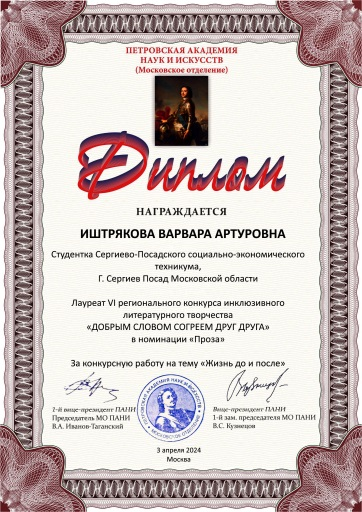 ПЕТРОВСКАЯ АКАДЕМИЯ
НАУК И ИСКУССТВ
(Московское отделение)
Диплом
НАГРАЖДАЕТСЯ
ИШТРЯКОВА ВАРВАРА АРТУРОВНА
Студентка Сергиево-Посадского социально-экономического
техникума,
Г. Сергиев Посад Московской области
Лауреат VI регионального конкурса инклюзивного
литературного творчества
«ДОБРЫМ СЛОВОМ СОГРЕЕМ ДРУГ ДРУГА»
в номинации «Проза»
За конкурсную работу на тему «Жизнь до и после»
1-й вице-президент ПАНИ
Председатель МО ПАНИ
В.А. Иванов-Таганский
Вице-президент ПАНИ
1-й зам. председателя МО ПАНИ
В.С. Кузнецов
3 апреля 2024
Москва